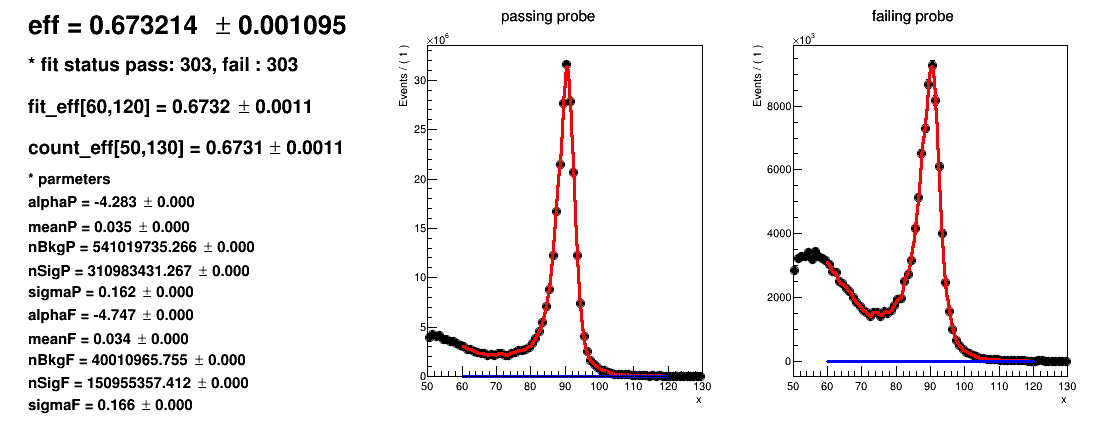 eff = 0.673214 ± 0.001095
* fit status pass: 303, fail : 303
fit_eff[60,120] = 0.6732 ± 0.0011
count_eff[50,130] = 0.6731 ± 0.0011
* parmeters
alphaP = -4.283 ± 0.000
meanP = 0.035 ± 0.000
nBkgP = 541019735.266 ± 0.000
nSigP = 310983431.267 ± 0.000
sigmaP = 0.162 ± 0.000
alphaF = -4.747 ± 0.000
meanF = 0.034 ± 0.000
nBkgF = 40010965.755 ± 0.000
nSigF = 150955357.412 ± 0.000
sigmaF = 0.166 ± 0.000
passing probe
×10⁶
Events / ( 1 )
30
25
20
15
10
5
0
50 60 70 80 90 100 110 120 130
x
failing probe
×10³
Events / ( 1 )
8000
6000
4000
2000
0
50 60 70 80 90 100 110 120 130
x